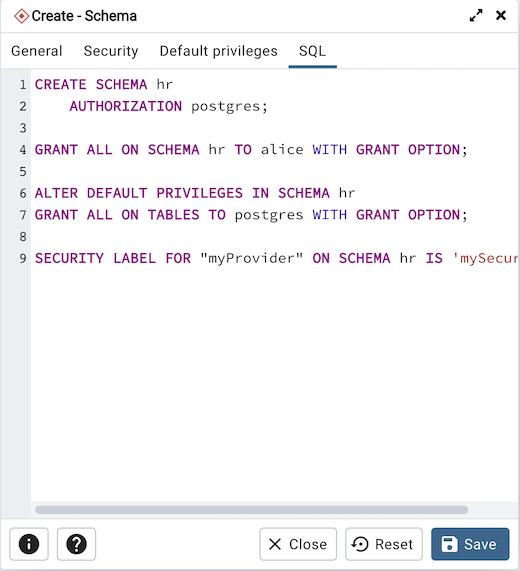 Create - Schema
General Security Default privileges SQL
1 CREATE SCHEMA hr
2 AUTHORIZATION postgres;
3
4 GRANT ALL ON SCHEMA hr TO alice WITH GRANT OPTION;
5
6 ALTER DEFAULT PRIVILEGES IN SCHEMA hr
7 GRANT ALL ON TABLES TO postgres WITH GRANT OPTION;
8
9 SECURITY LABEL FOR "myProvider" ON SCHEMA hr IS 'mySecur
Close Reset Save